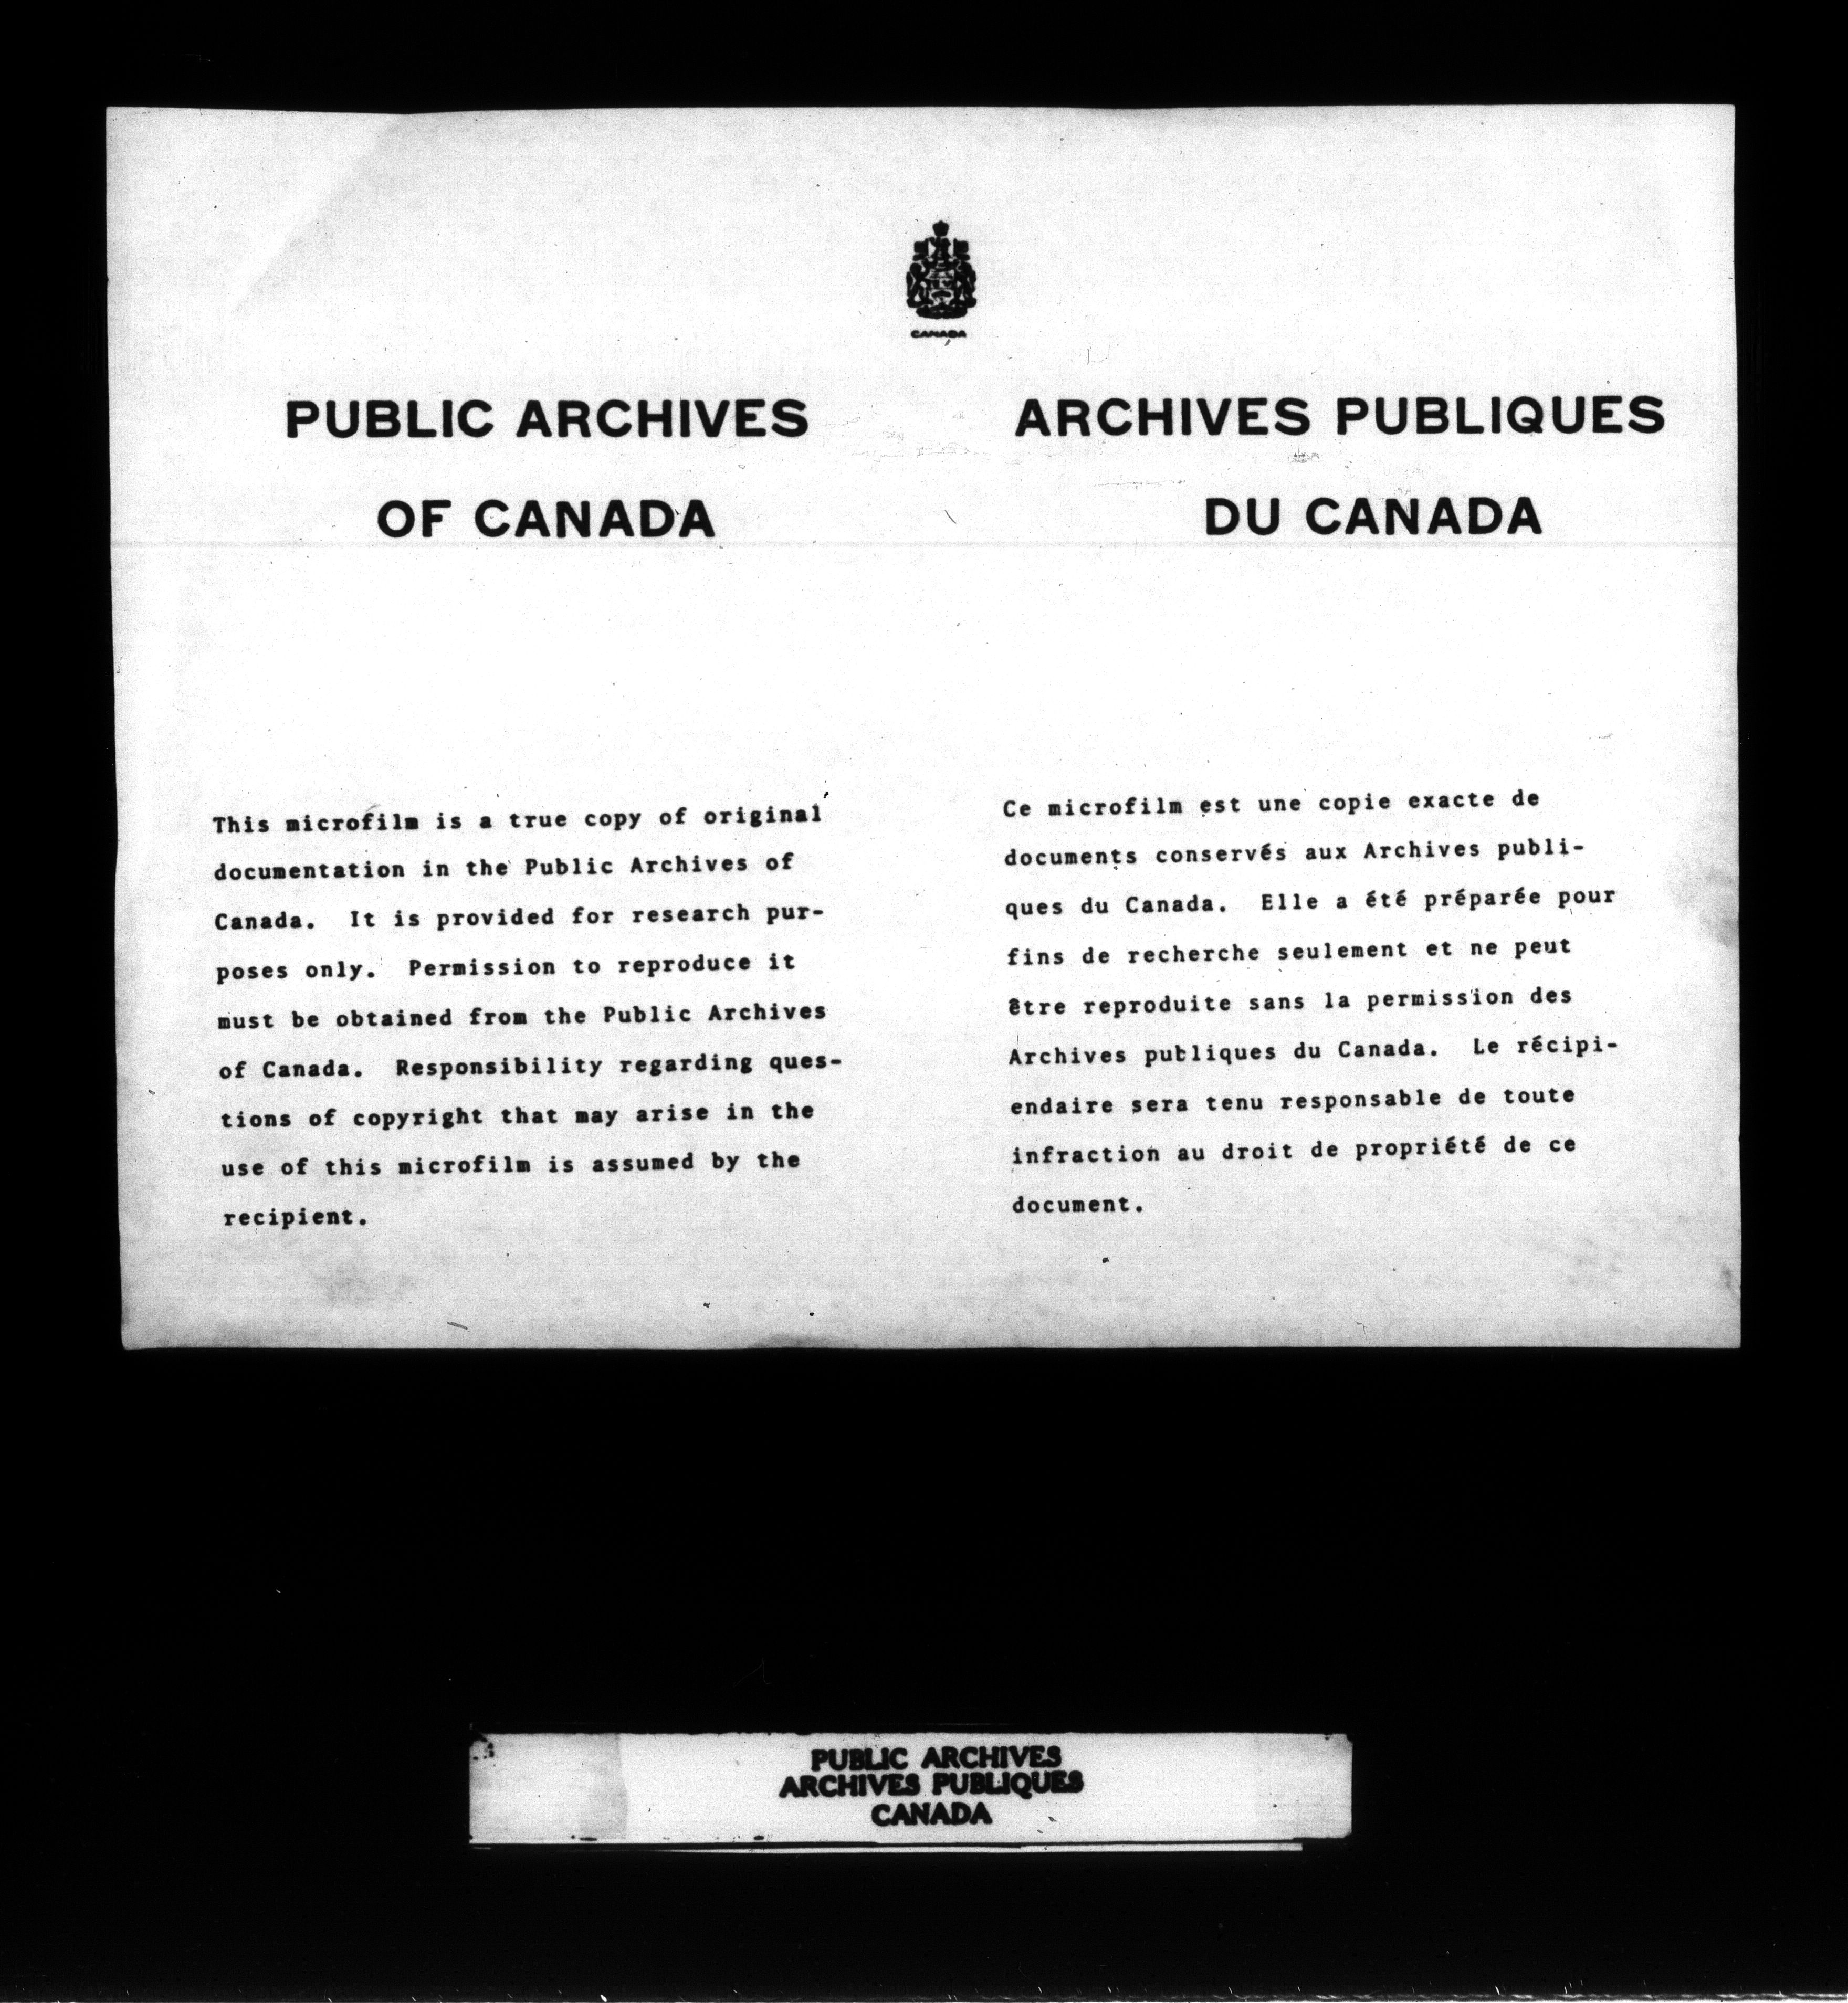 CANADA
PUBLIC ARCHIVES
OF CANADA
This microfilm is a true copy of original
documentation in the Public Archives of
Canada. It is provided for research pur-
poses only. Permission to reproduce it
must be obtained from the Public Archives
of Canada. Responsibility regarding ques-
tions of copyright that may arise in the
use of this microfilm is assumed by the
recipient.
ARCHIVES PUBLIQUES
DU CANADA
Ce microfilm est une copie exacte de
documents conservés aux Archives publi-
ques du Canada. Elle a été préparée pour
fins de recherche seulement et ne peut
être reproduite sans la permission des
Archives publiques du Canada. Le récipi-
endaire sera tenu responsable de toute
infraction au droit de propriété de ce
document.
PUBLIC ARCHIVES
ARCHIVES PUBLIQUES
CANADA